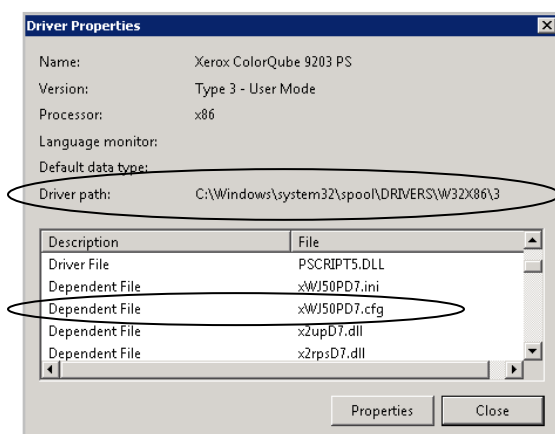 Driver Properties
Name: Xerox ColorQube 9203 PS
Version: Type 3 - User Mode
Processor: x86
Language monitor:
Default data type:
Driver path: C:\Windows\system32\spool\DRIVERS\W32X86\3
Description File
Driver File PSCRIPT5.DLL
Dependent File xWJ50PD7.ini
Dependent File xWJ50PD7.cfg
Dependent File x2upD7.dll
Dependent File x2rpsD7.dll
Properties Close